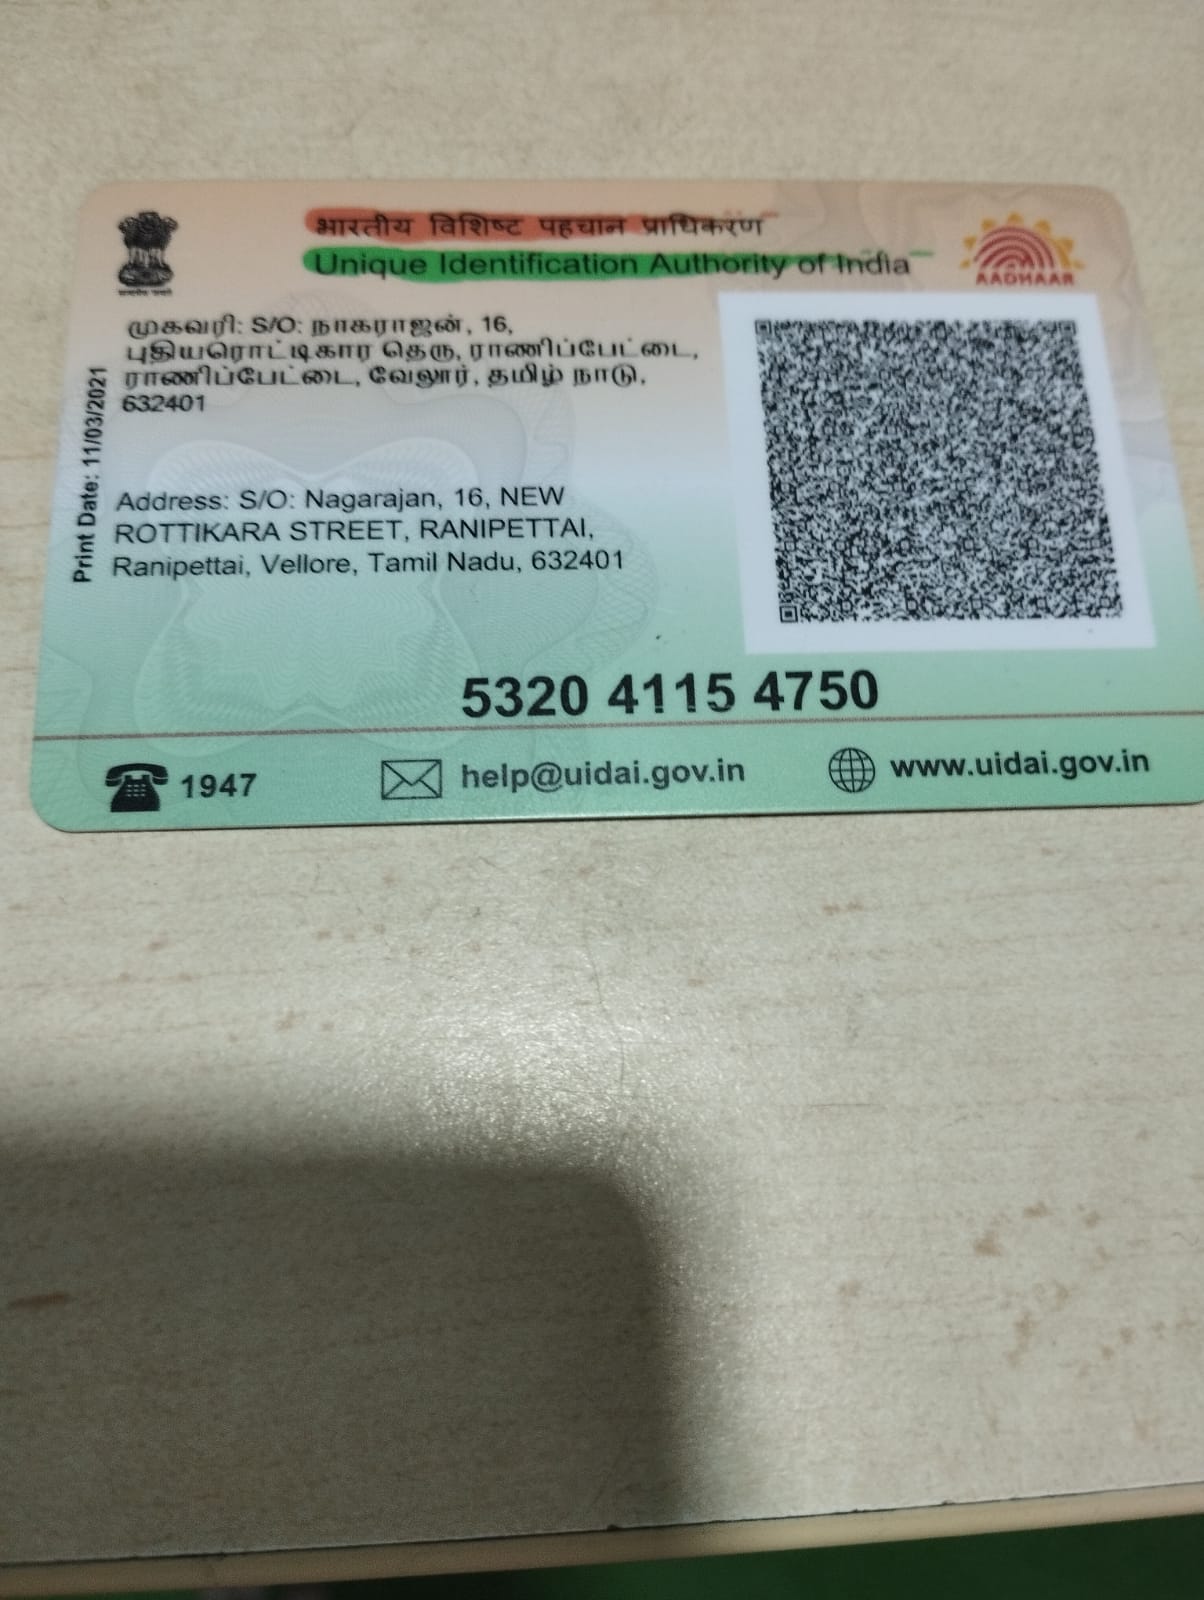 भारतीय विशिष्ट पहचान प्राधिकरण
Unique Identification Authority of India
AADHAAR
முகவரி: S/O: நாகராஜன், 16,
புதியரொட்டிகார தெரு, ராணிப்பேட்டை,
ராணிப்பேட்டை, வேலூர், தமிழ் நாடு,
632401
Print Date: 11/03/2021
Address: S/O: Nagarajan, 16, NEW
ROTTIKARA STREET, RANIPETTAI,
Ranipettai, Vellore, Tamil Nadu, 632401
5320 4115 4750
1947 help@uidai.gov.in www.uidai.gov.in